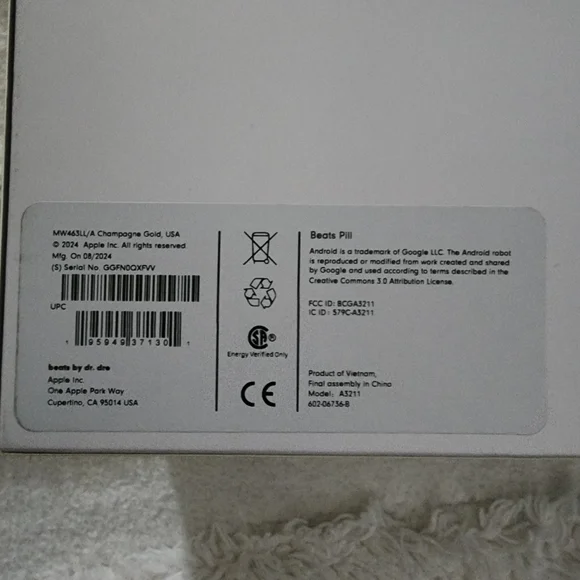 MW463LL/A Champagne Gold, USA
© 2024 Apple Inc. All rights reserved
Mfg. On 08/2024
(S) Serial No. GGFN0QXFVV
UPC
1 95949 37130 1
beats by dr. dre
Apple Inc.
One Apple Park Way
Cupertino, CA 95014 USA
SA ®
Energy Verified Only
CE
Beats Pill
Android is a trademark of Google LLC. The Android robot
is reproduced or modified from work created and shared
by Google and used according to terms described in the
Creative Commons 3.0 Attribution License.
FCC ID: BCGA3211
IC ID: 579C-A3211
Product of Vietnam,
Final assembly in China
Model: A3211
602-06736-B